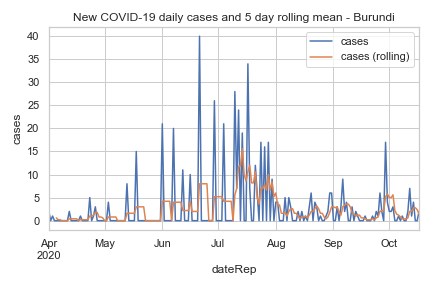 New COVID-19 daily cases and 5 day rolling mean - Burundi
cases
cases (rolling)
40
35
30
25
20
15
10
5
0
cases
Apr
2020
May
Jun
Jul
Aug
Sep
Oct
dateRep